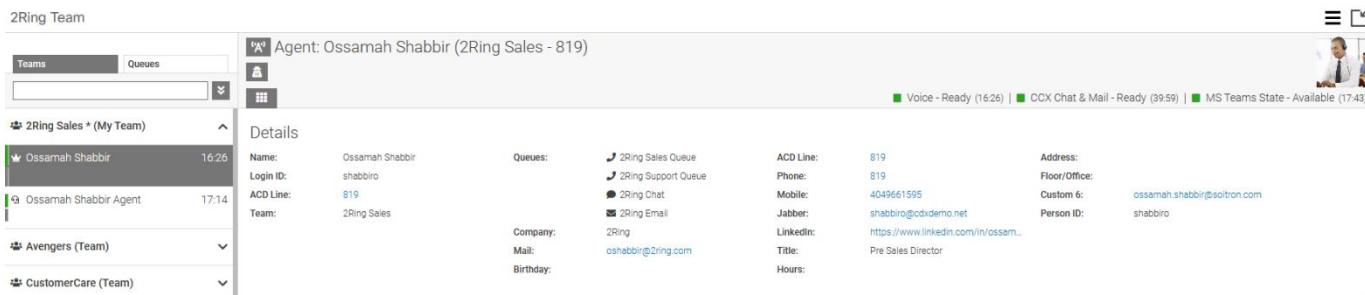 2Ring Team
Teams Queues
2Ring Sales * (My Team)
Ossamah Shabbir 16:26
Ossamah Shabbir Agent 17:14
Avengers (Team)
CustomerCare (Team)
Agent: Ossamah Shabbir (2Ring Sales - 819)
Voice - Ready (16:26) | CCX Chat & Mail - Ready (39:59) | MS Teams State - Available (17:43)
Details
Name: Ossamah Shabbir Queues: 2Ring Sales Queue ACD Line: 819 Address:
Login ID: shabbiro 2Ring Support Queue Phone: 819 Floor/Office:
ACD Line: 819 2Ring Chat Mobile: 4049661595 Custom 6: ossamah.shabbir@soitron.com
Team: 2Ring Sales 2Ring Email Jabber: shabbiro@cdxdemo.net Person ID: shabbiro
Company: 2Ring LinkedIn: https://www.linkedin.com/in/ossam...
Mail: oshabbir@2ring.com Title: Pre Sales Director
Birthday: Hours: